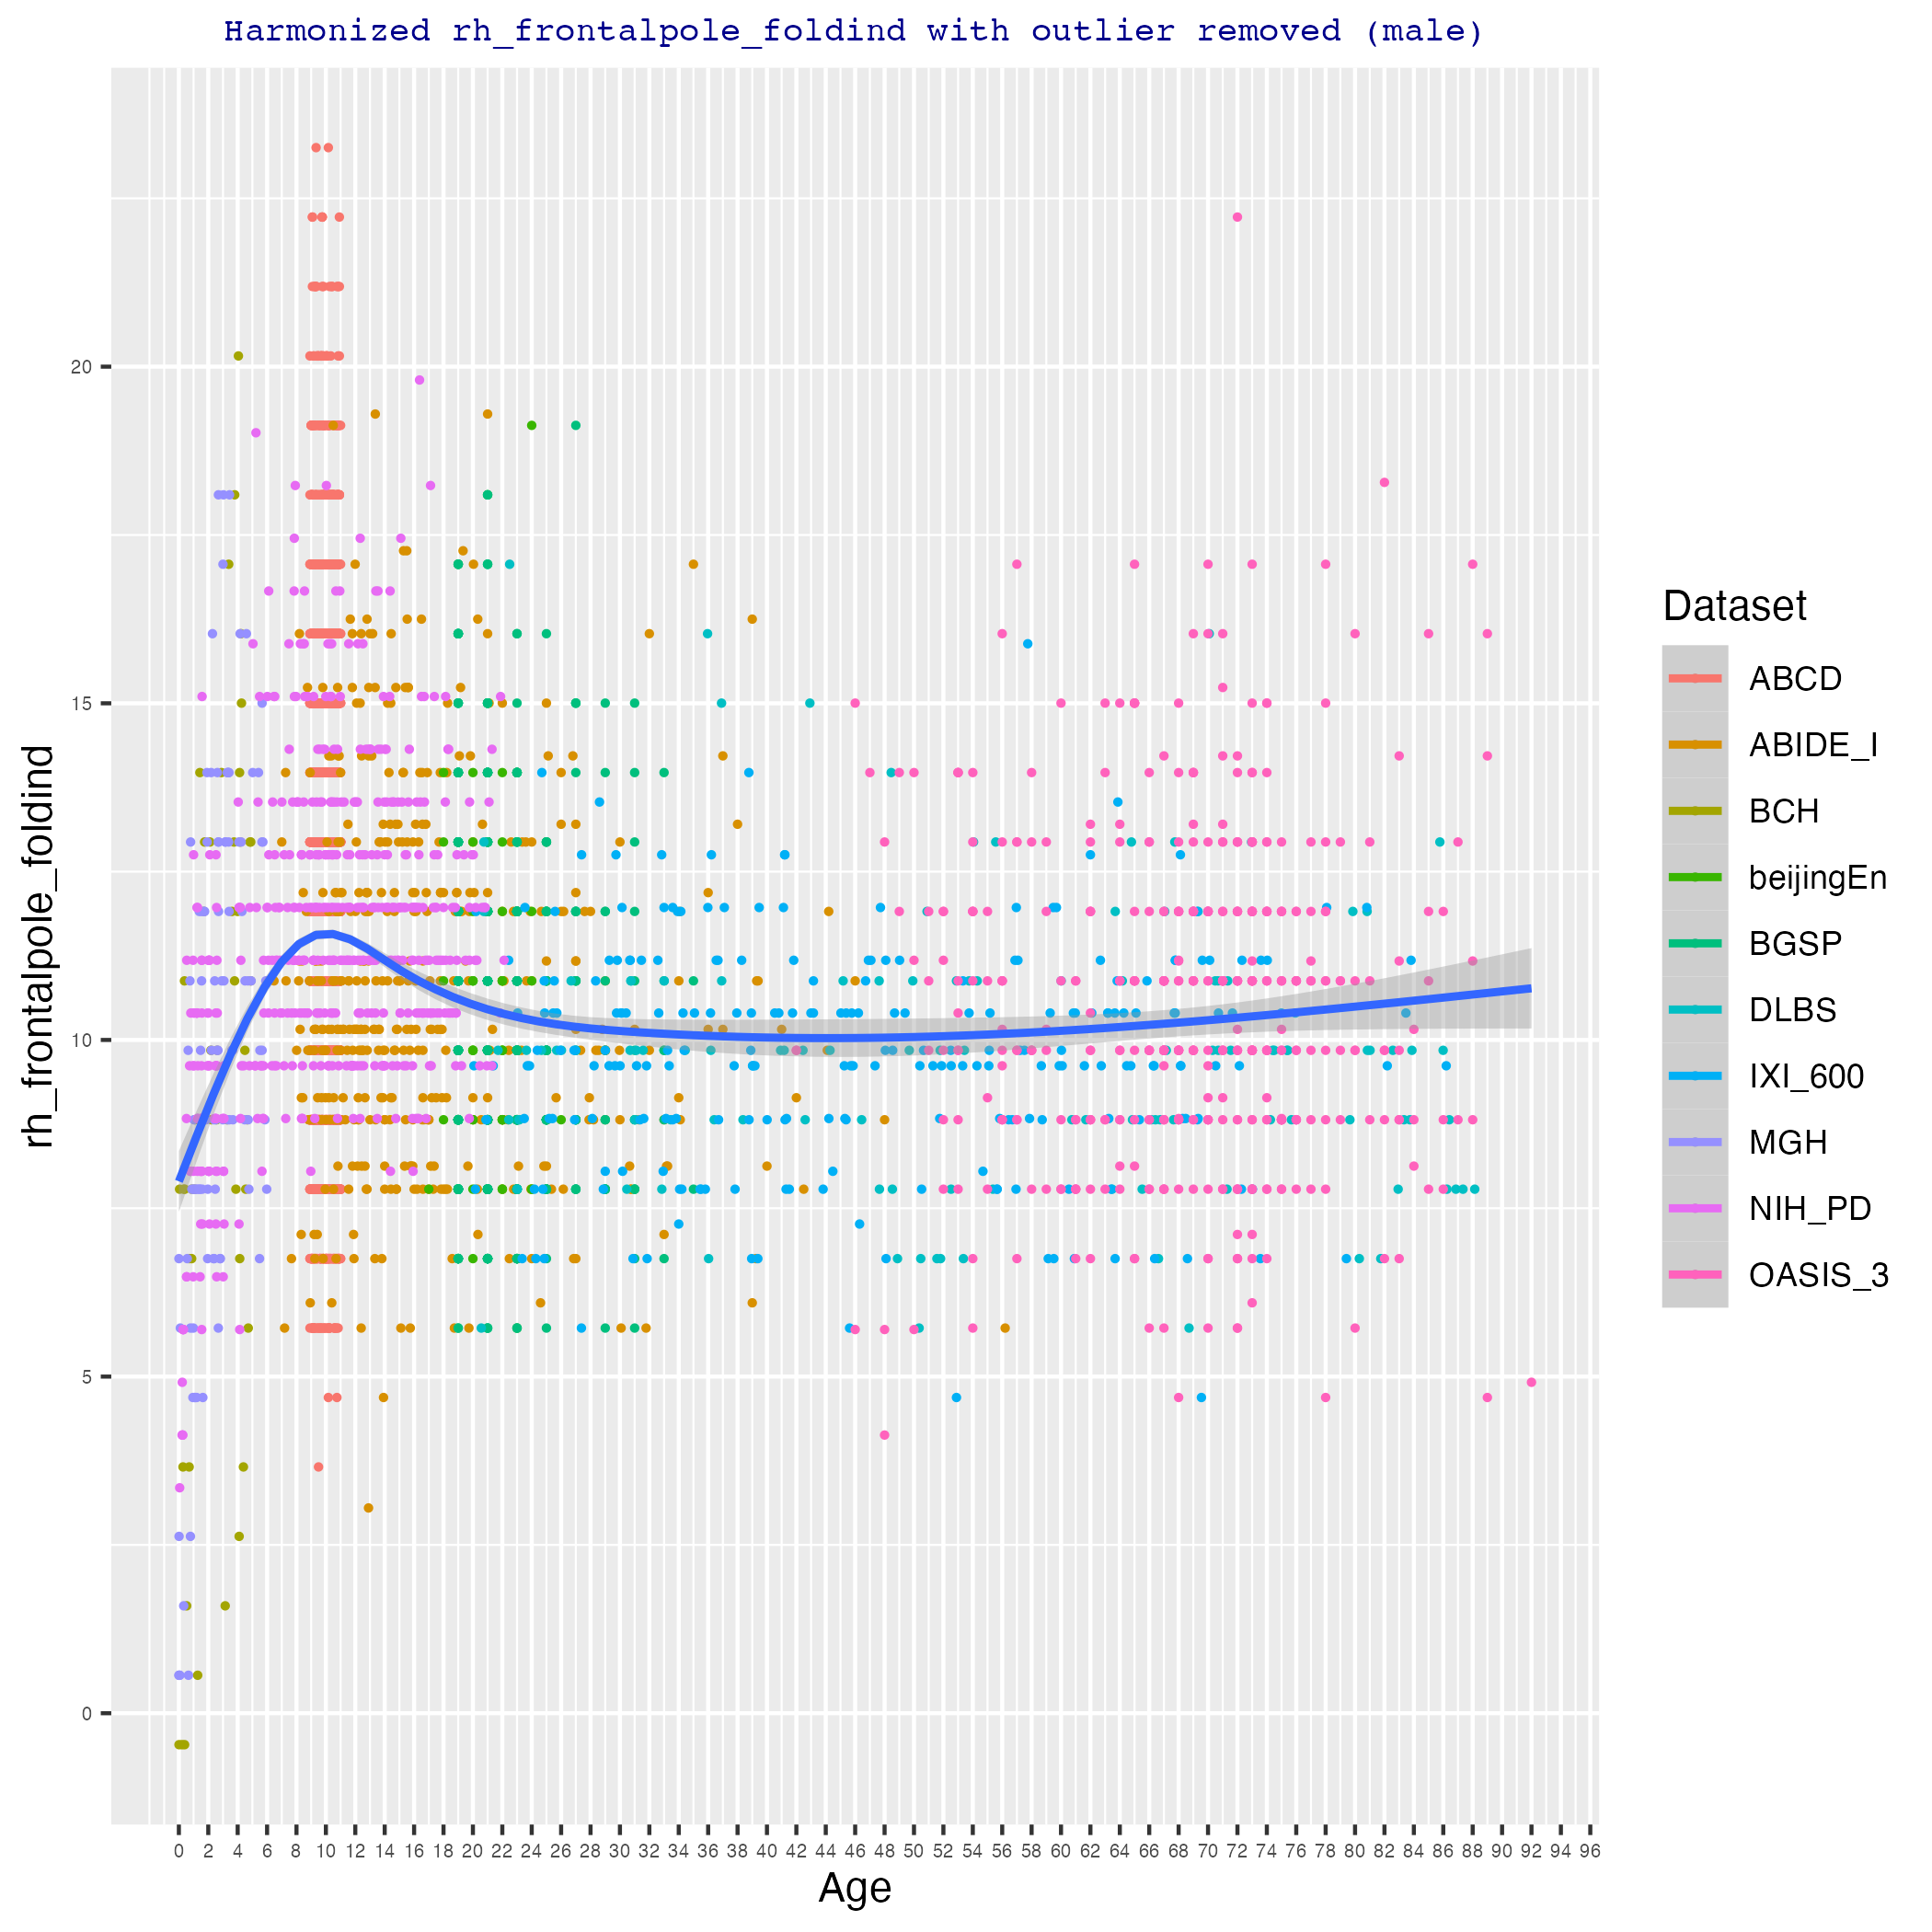 Harmonized rh_frontalpole_foldind with outlier removed (male)
rh_frontalpole_foldind
20
15
10
5
0
0 2 4 6 8 10 12 14 16 18 20 22 24 26 28 30 32 34 36 38 40 42 44 46 48 50 52 54 56 58 60 62 64 66 68 70 72 74 76 78 80 82 84 86 88 90 92 94 96
Age
Dataset
ABCD
ABIDE_I
BCH
beijingEn
BGSP
DLBS
IXI_600
MGH
NIH_PD
OASIS_3